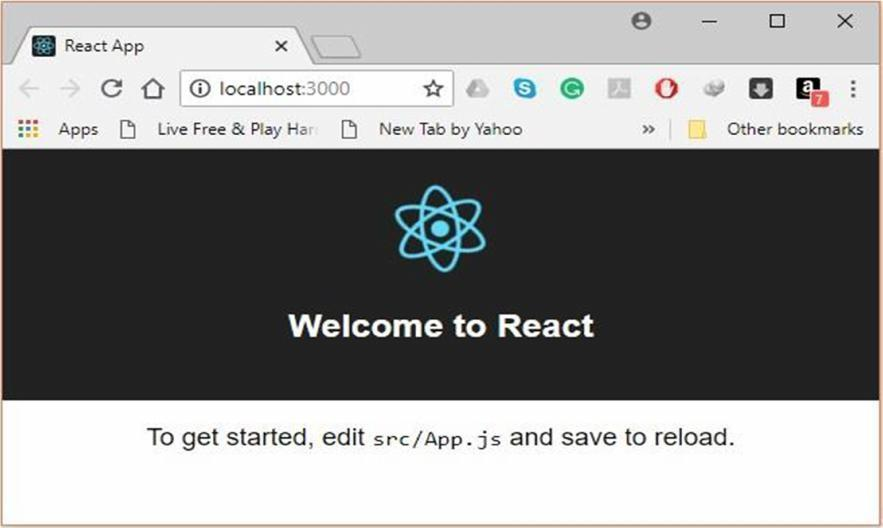 React App
localhost:3000
7
Apps
Live Free & Play Har
New Tab by Yahoo
»
Other bookmarks
Welcome to React
To get started, edit src/App.js and save to reload.